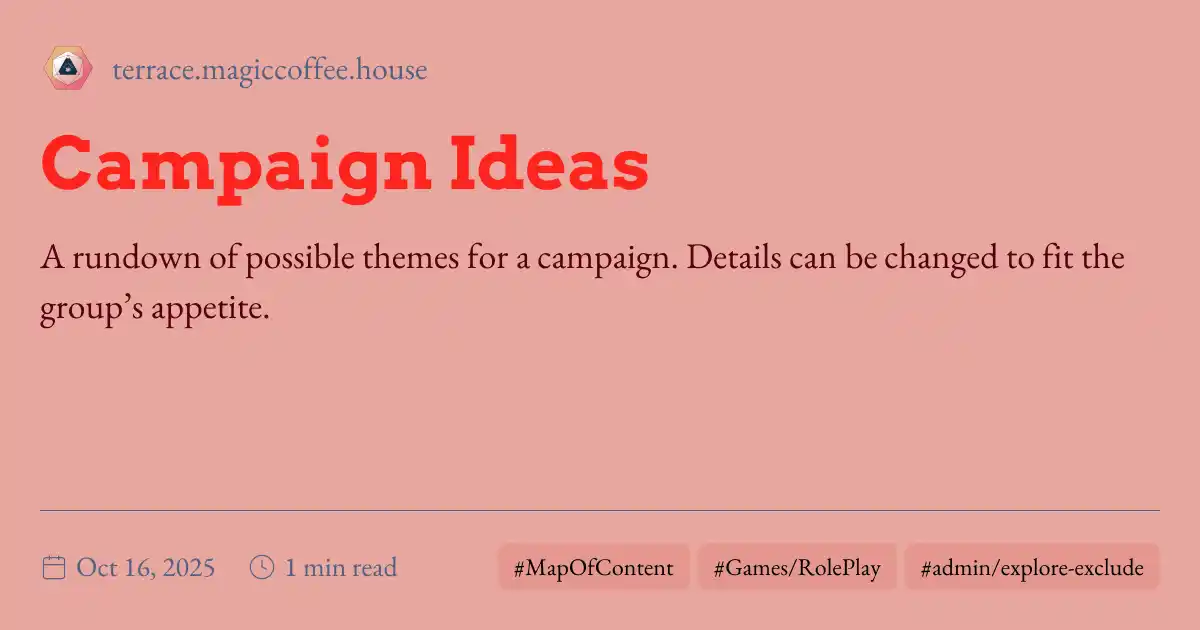 terrace.magiccoffee.house
Campaign Ideas
A rundown of possible themes for a campaign. Details can be changed to fit the
group’s appetite.
Oct 16, 2025 1 min read #MapOfContent #Games/RolePlay #admin/explore-exclude